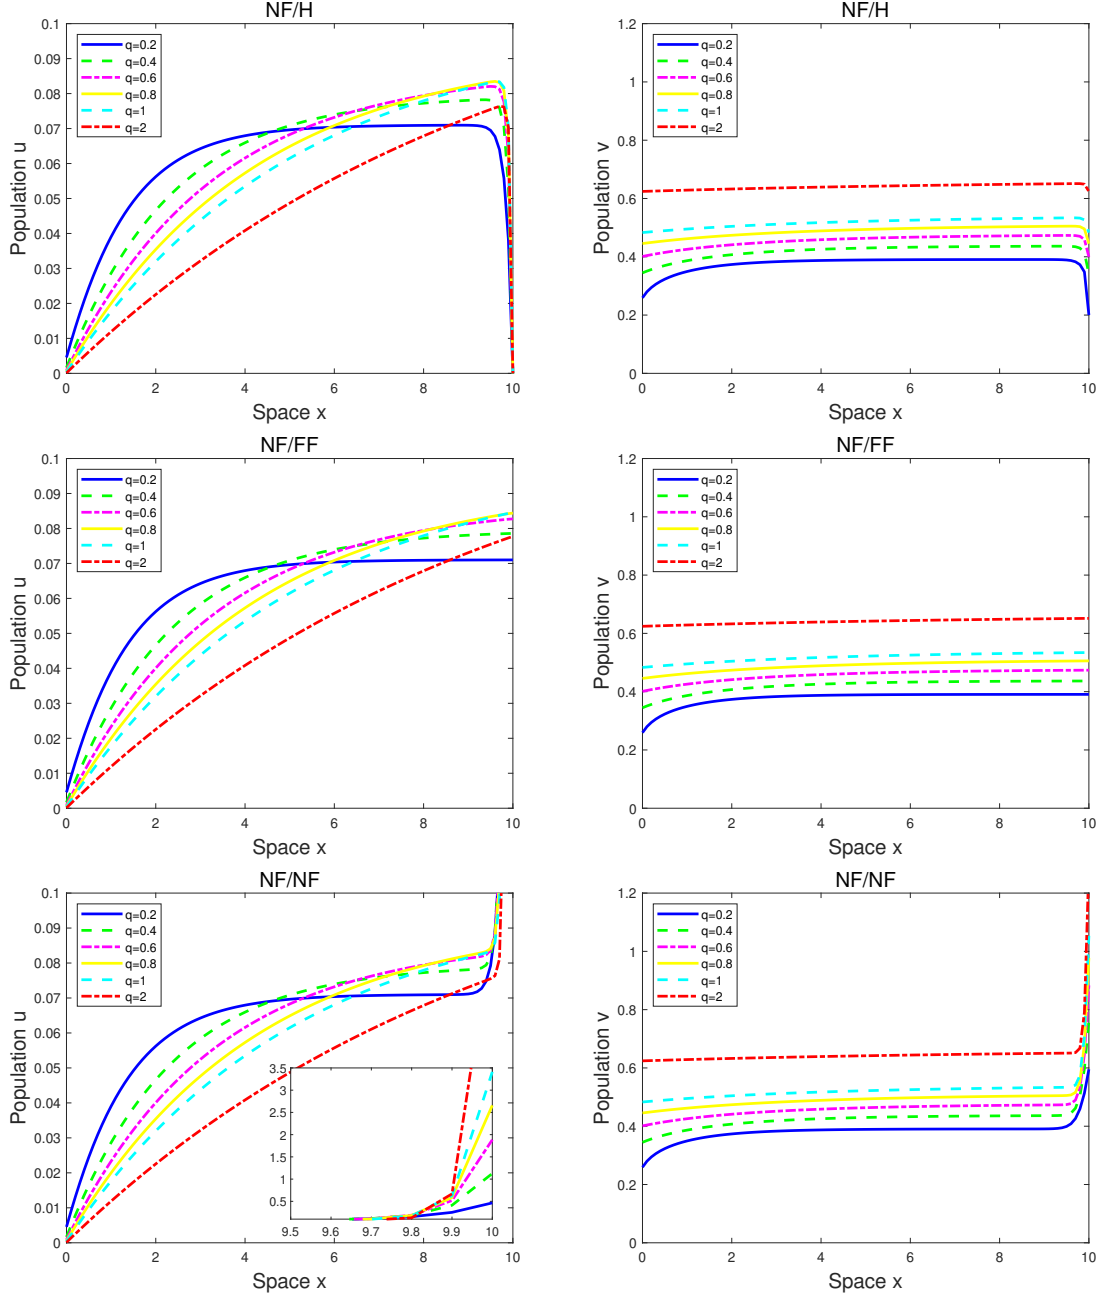 NF/H
0.1
0.09
0.08
0.07
0.06
0.05
0.04
0.03
0.02
0.01
0
0 2 4 6 8 10
Population u
Space x
q=0.2
q=0.4
q=0.6
q=0.8
q=1
q=2
NF/H
1.2
1
0.8
0.6
0.4
0.2
0
0 2 4 6 8 10
Population v
Space x
q=0.2
q=0.4
q=0.6
q=0.8
q=1
q=2
NF/FF
0.1
0.09
0.08
0.07
0.06
0.05
0.04
0.03
0.02
0.01
0
0 2 4 6 8 10
Population u
Space x
q=0.2
q=0.4
q=0.6
q=0.8
q=1
q=2
NF/FF
1.2
1
0.8
0.6
0.4
0.2
0
0 2 4 6 8 10
Population v
Space x
q=0.2
q=0.4
q=0.6
q=0.8
q=1
q=2
NF/NF
0.1
0.09
0.08
0.07
0.06
0.05
0.04
0.03
0.02
0.01
0
0 2 4 6 8 10
Population u
Space x
q=0.2
q=0.4
q=0.6
q=0.8
q=1
q=2
3.5
3
2.5
2
1.5
1
0.5
9.5 9.6 9.7 9.8 9.9 10
NF/NF
1.2
1
0.8
0.6
0.4
0.2
0
0 2 4 6 8 10
Population v
Space x
q=0.2
q=0.4
q=0.6
q=0.8
q=1
q=2